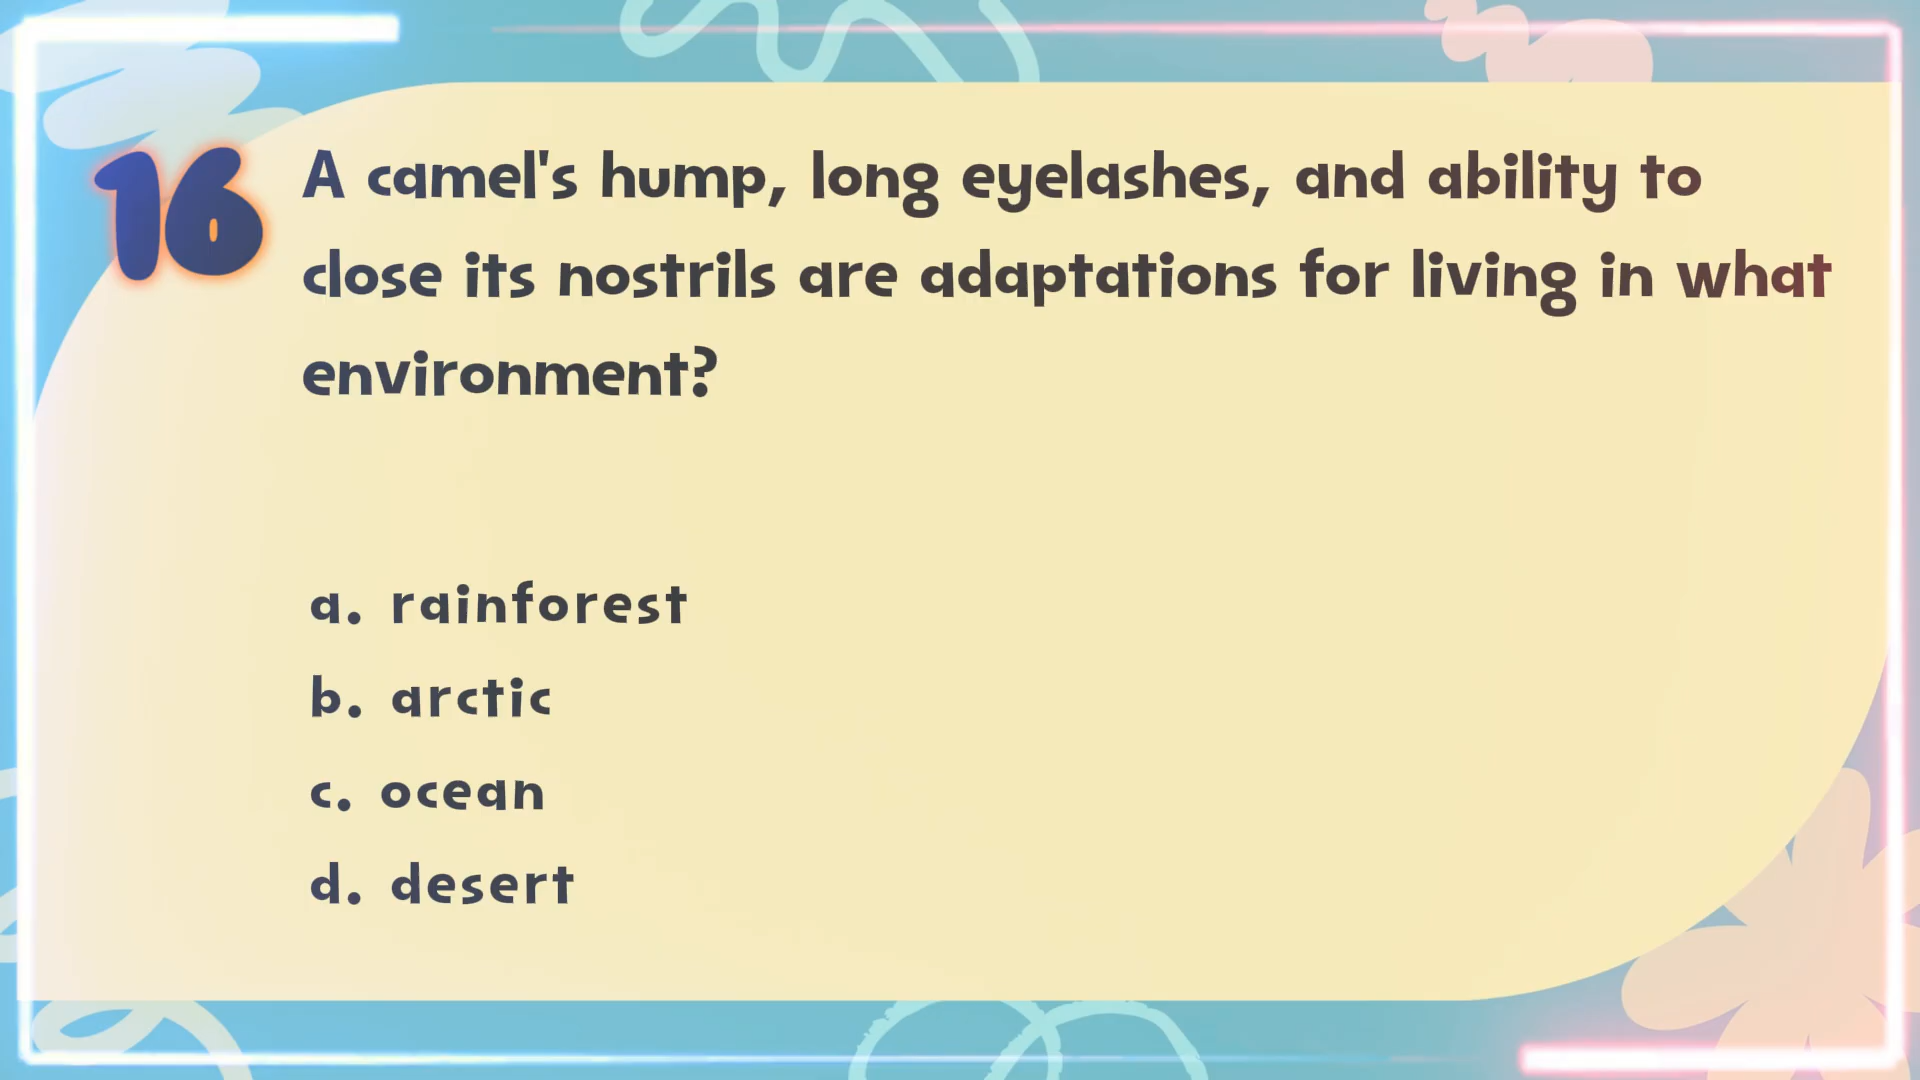 16
A camel's hump, long eyelashes, and ability to
close its nostrils are adaptations for living in what
environment?
a. rainforest
b. arctic
c. ocean
d. desert